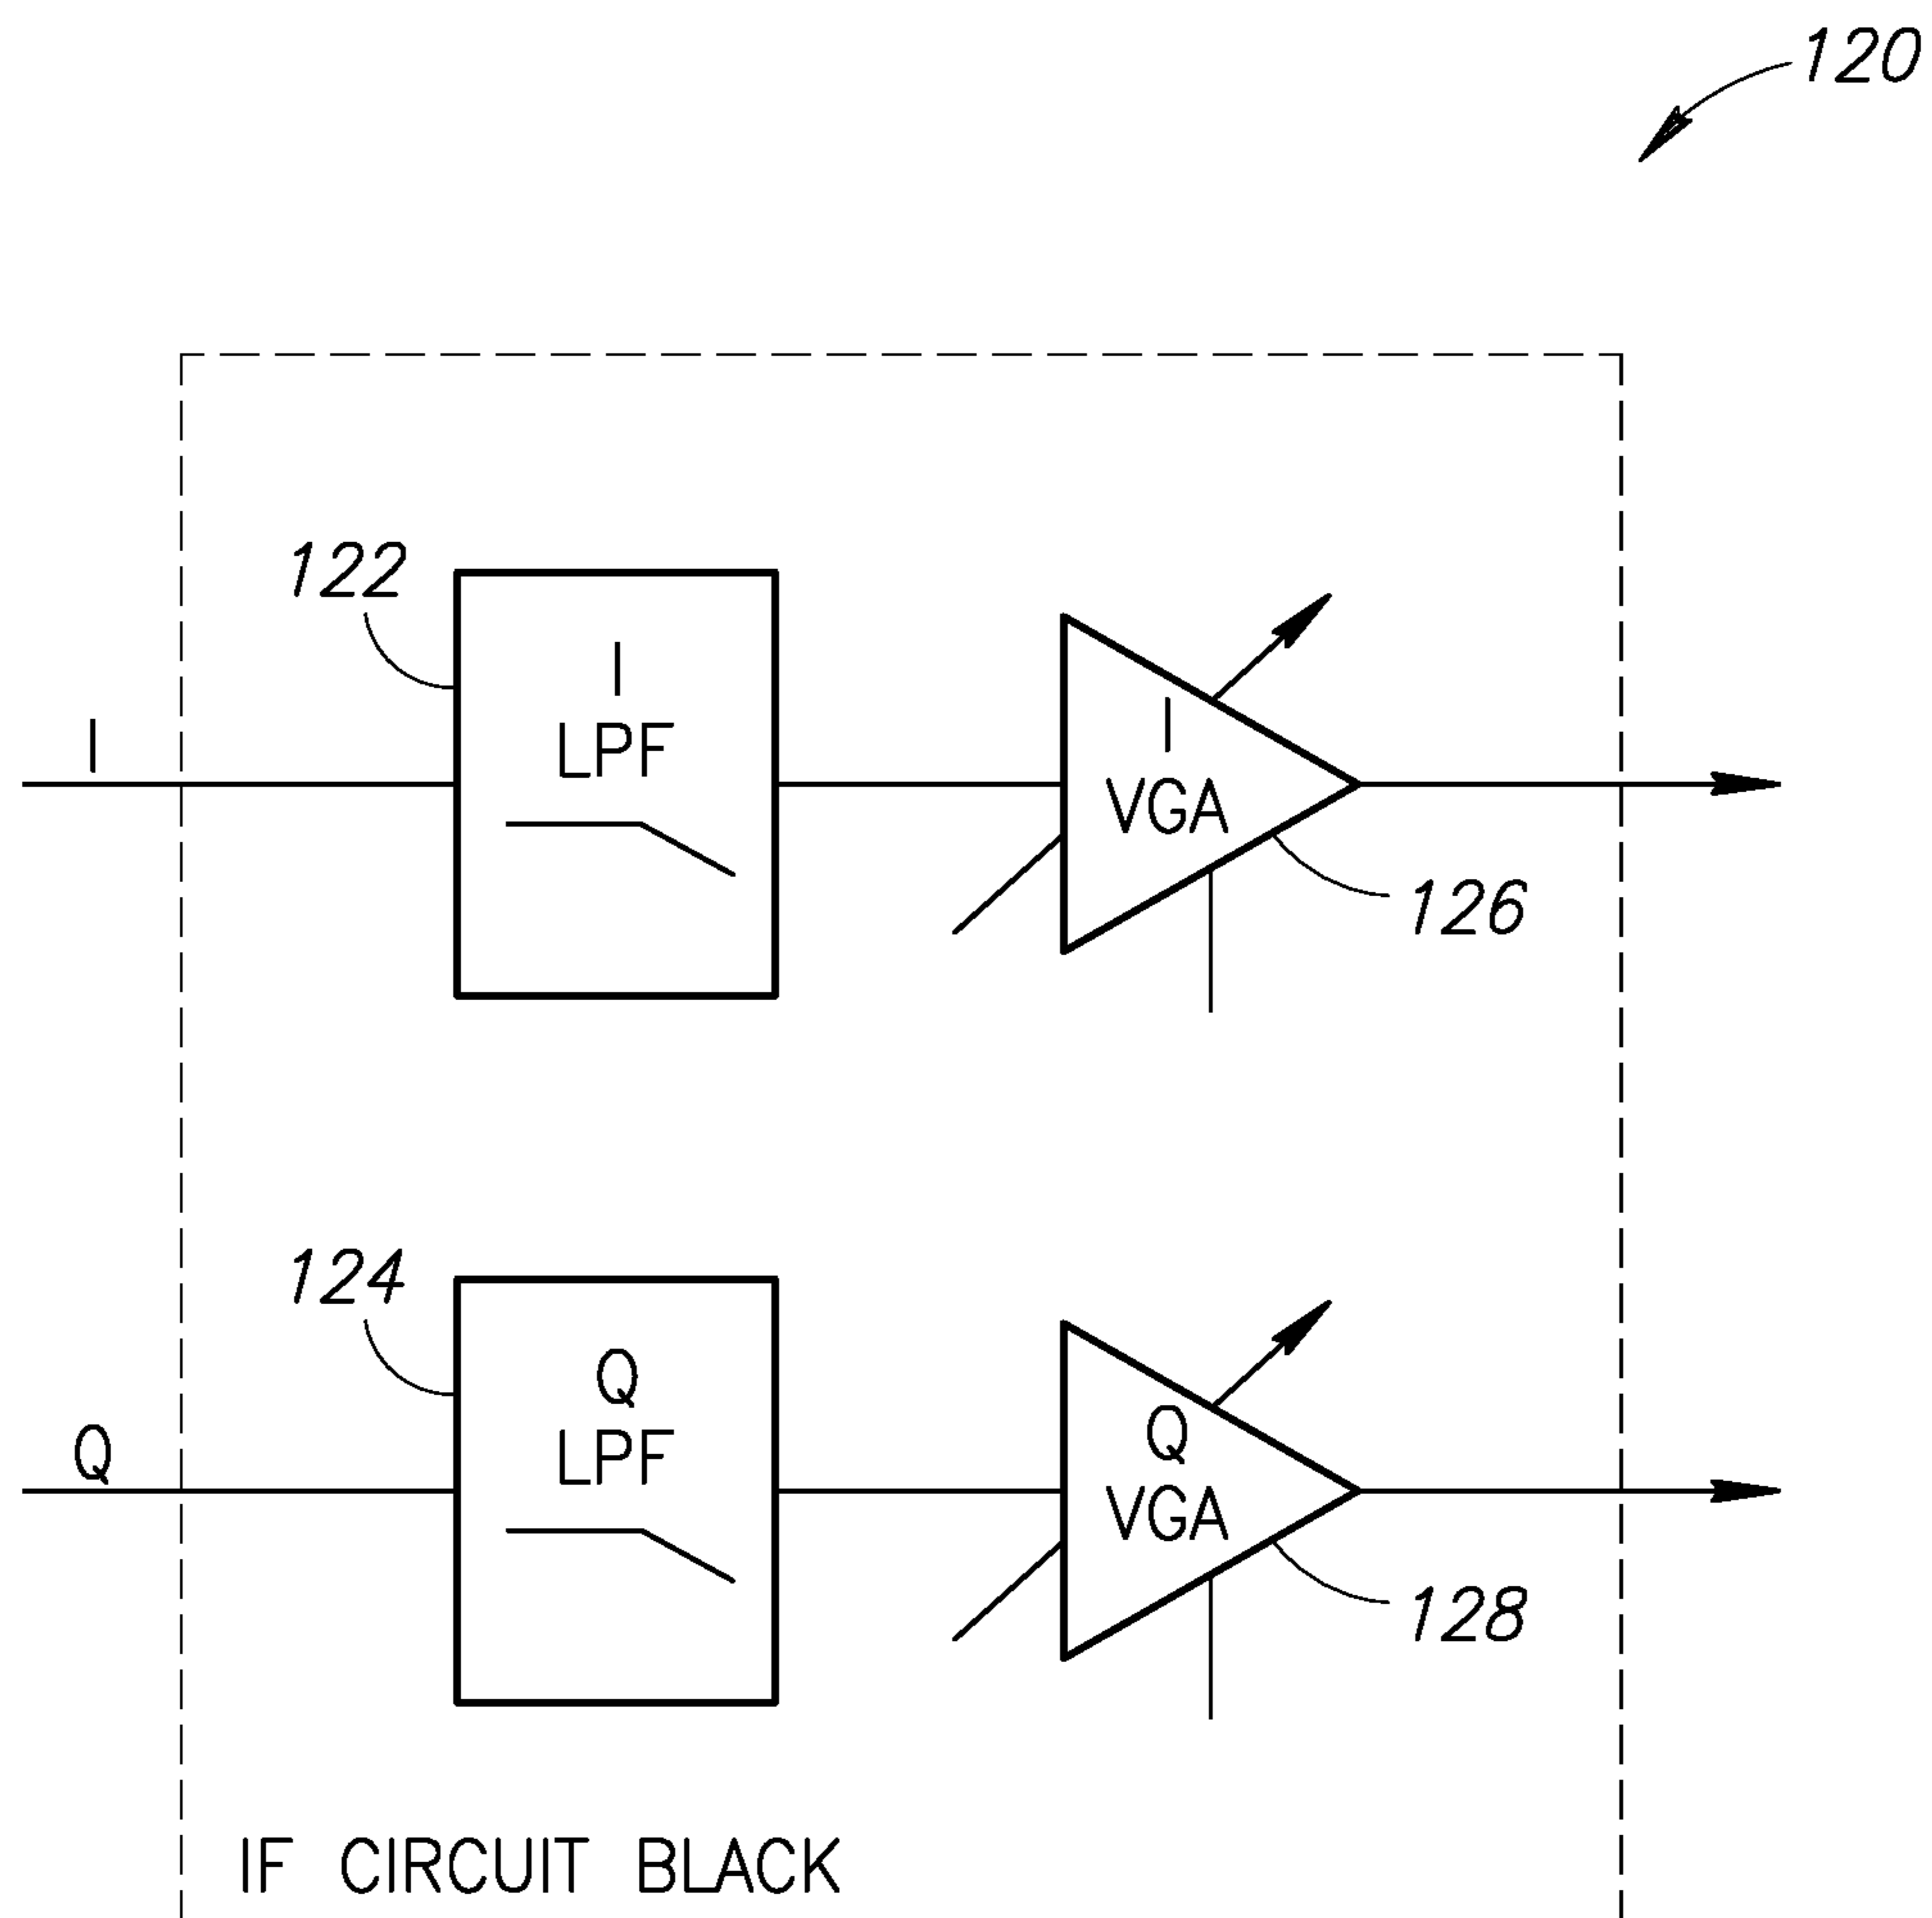 120
122
I
LPF
I
I
VGA
126
124
Q
LPF
Q
Q
VGA
128
IF CIRCUIT BLACK